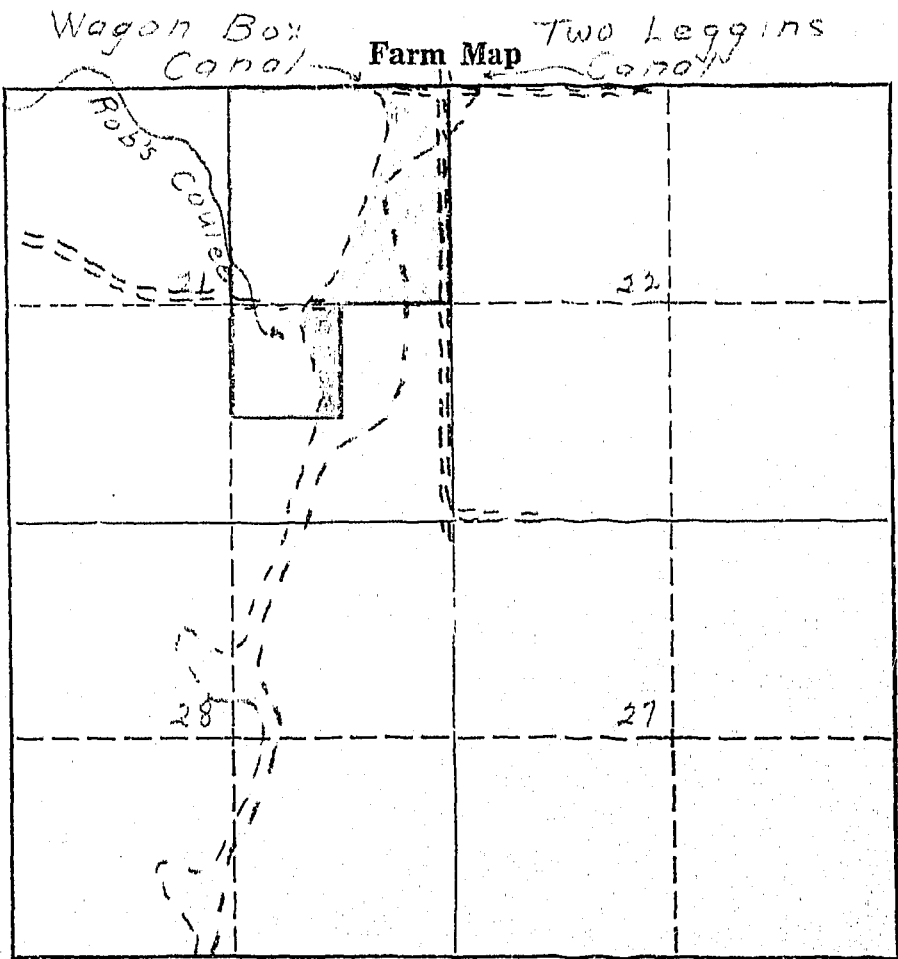 Wagon Box
Canal
Farm Map
Two Leggins
Canal
Rob's Coulee
21
22
28
27